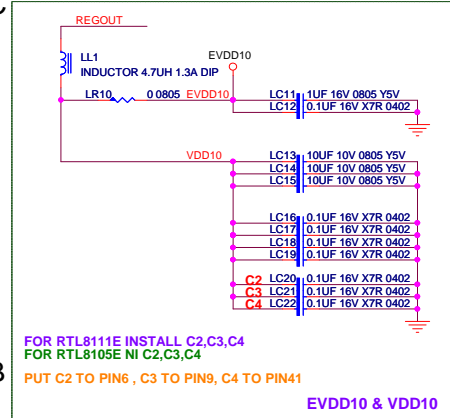 REGOUT
LL1
INDUCTOR 4.7UH 1.3A DIP
EVDD10
LR10 0 0805 EVDD10 LC11 1UF 16V 0805 Y5V
LC12 0.1UF 16V X7R 0402
VDD10 LC13 10UF 10V 0805 Y5V
LC14 10UF 10V 0805 Y5V
LC15 10UF 10V 0805 Y5V
LC16 0.1UF 16V X7R 0402
LC17 0.1UF 16V X7R 0402
LC18 0.1UF 16V X7R 0402
LC19 0.1UF 16V X7R 0402
C2 LC20 0.1UF 16V X7R 0402
C3 LC21 0.1UF 16V X7R 0402
C4 LC22 0.1UF 16V X7R 0402
FOR RTL8111E INSTALL C2,C3,C4
FOR RTL8105E NI C2,C3,C4
PUT C2 TO PIN6 , C3 TO PIN9, C4 TO PIN41
EVDD10 & VDD10